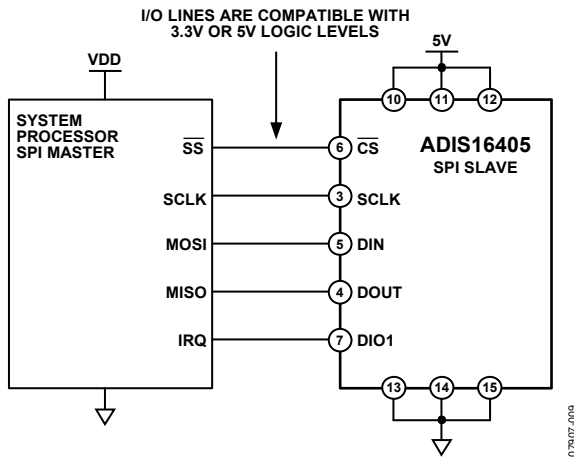 I/O LINES ARE COMPATIBLE WITH
3.3V OR 5V LOGIC LEVELS
VDD
5V
10
11
12
SYSTEM
PROCESSOR
SPI MASTER
ADIS16405
SPI SLAVE
SS
6
CS
SCLK
3
SCLK
MOSI
5
DIN
MISO
4
DOUT
IRQ
7
DIO1
13
14
15
07907-009